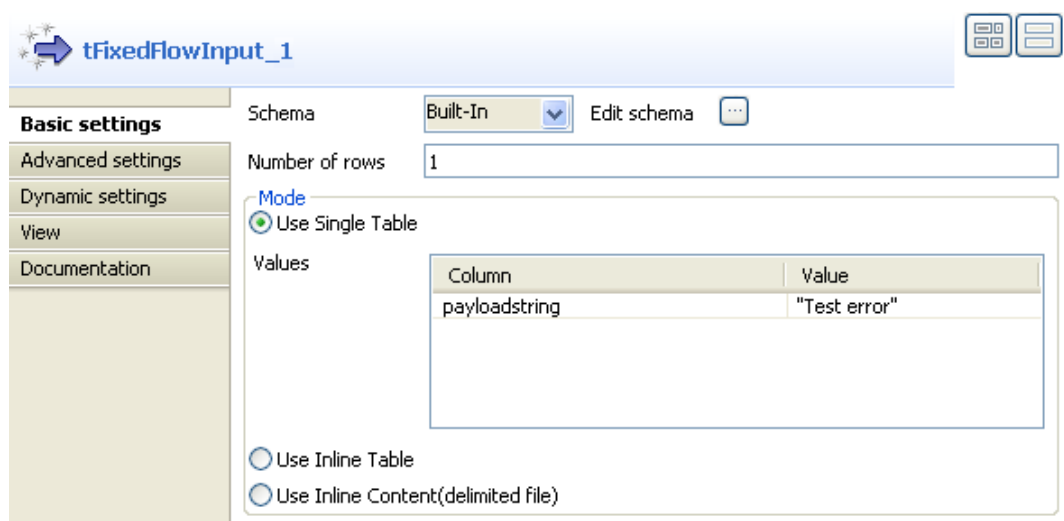 tFixedFlowInput_1
Basic settings
Advanced settings
Dynamic settings
View
Documentation
Schema Built-In Edit schema ...
Number of rows 1
Mode
Use Single Table
Values
Column Value
payloadstring "Test error"
Use Inline Table
Use Inline Content(delimited file)